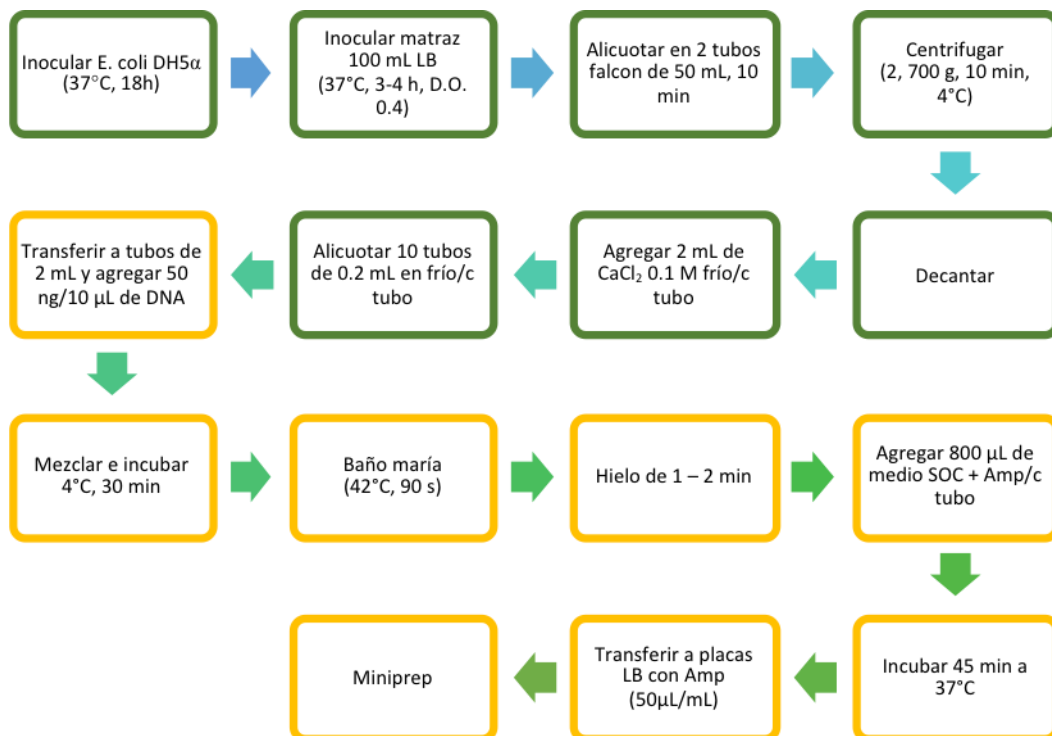 Inocular E. coli DH5α
(37°C, 18h)
Inocular matraz
100 mL LB
(37°C, 3-4 h, D.O.
0.4)
Alicuotar en 2 tubos
falcon de 50 mL, 10
min
Centrifugar
(2, 700 g, 10 min,
4°C)
Decantar
Agregar 2 mL de
CaCl₂ 0.1 M frío/c
tubo
Alicuotar 10 tubos
de 0.2 mL en frío/c
tubo
Transferir a tubos de
2 mL y agregar 50
ng/10 µL de DNA
Mezclar e incubar
4°C, 30 min
Baño maría
(42°C, 90 s)
Hielo de 1 – 2 min
Agregar 800 µL de
medio SOC + Amp/c
tubo
Incubar 45 min a
37°C
Transferir a placas
LB con Amp
(50µL/mL)
Miniprep